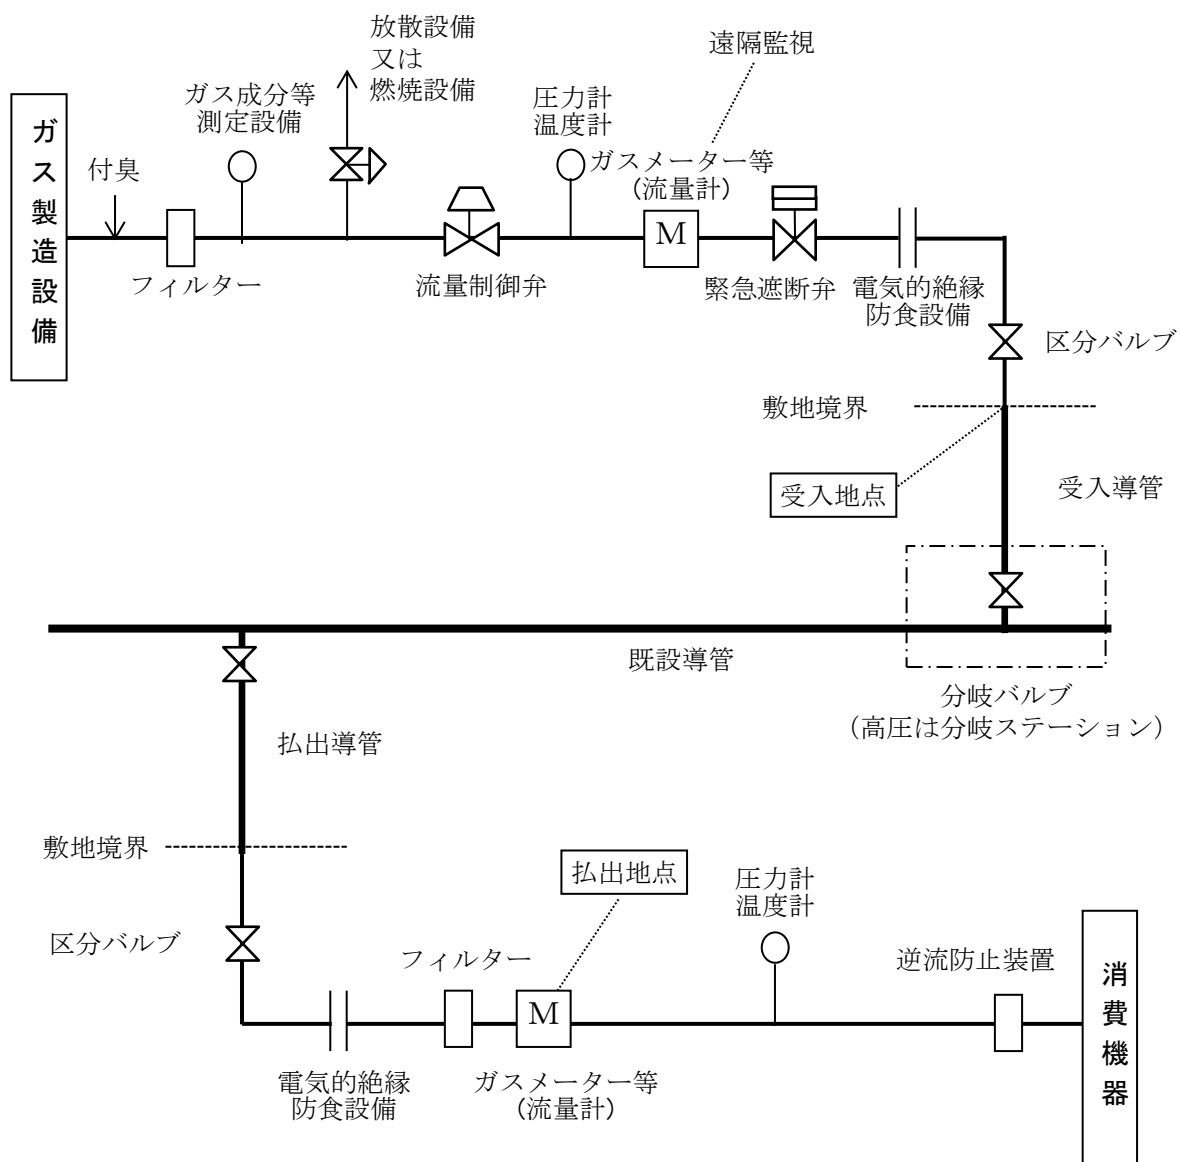 放散設備
又は
燃焼設備
遠隔監視
ガス成分等
測定設備
圧力計
温度計
ガス製造設備
付臭
ガスメーター等
(流量計)
M
フィルター
流量制御弁
緊急遮断弁
電気的絶縁
防食設備
区分バルブ
敷地境界
受入地点
受入導管
既設導管
分岐バルブ
（高圧は分岐ステーション）
払出導管
敷地境界
払出地点
圧力計
温度計
区分バルブ
フィルター
逆流防止装置
消費機器
M
電気的絶縁
防食設備
ガスメーター等
(流量計)